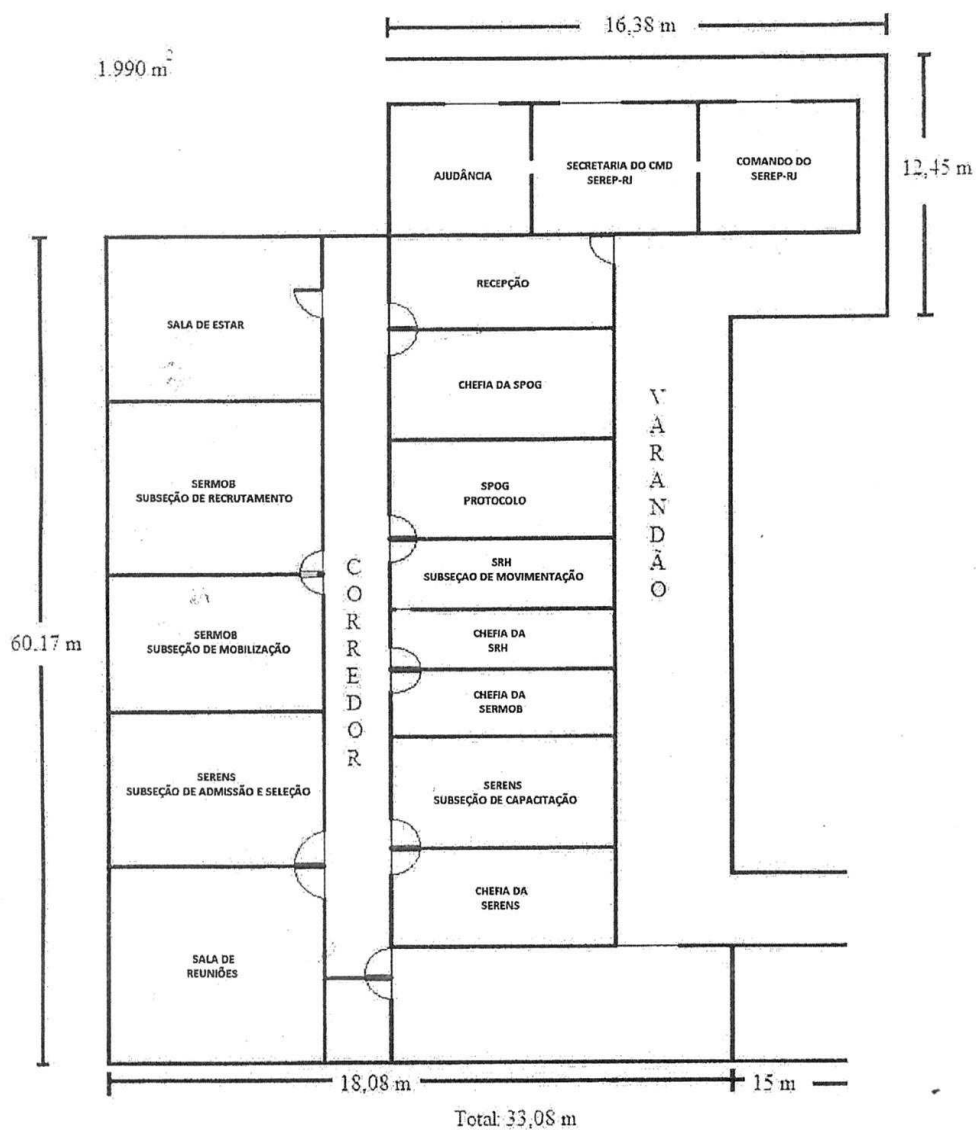 16,38 m
1.990 m²
12,45 m
AJUDÂNCIA
SECRETARIA DO CMD
SEREP-RJ
COMANDO DO
SEREP-RJ
RECEPÇÃO
SALA DE ESTAR
CHEFIA DA SPOG
VARANDÃO
SERMOB
SUBSEÇÃO DE RECRUTAMENTO
SPOG
PROTOCOLO
CORREDOR
SRH
SUBSEÇAO DE MOVIMENTAÇÃO
60,17 m
SERMOB
SUBSEÇÃO DE MOBILIZAÇÃO
CHEFIA DA
SRH
CHEFIA DA
SERMOB
SERENS
SUBSEÇÃO DE ADMISSÃO E SELEÇÃO
SERENS
SUBSEÇÃO DE CAPACITAÇÃO
CHEFIA DA
SERENS
SALA DE
REUNIÕES
18,08 m
15 m
Total: 33,08 m